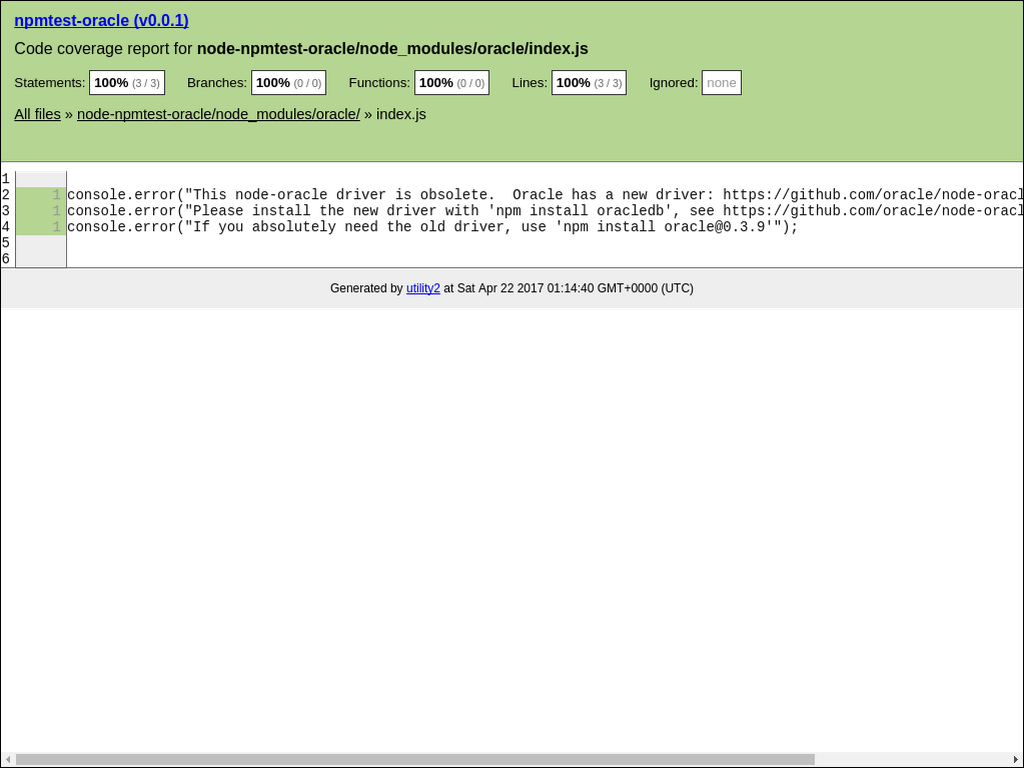 npmtest-oracle (v0.0.1)
Code coverage report for node-npmtest-oracle/node_modules/oracle/index.js
Statements: 100% (3 / 3) Branches: 100% (0 / 0) Functions: 100% (0 / 0) Lines: 100% (3 / 3) Ignored: none
All files » node-npmtest-oracle/node_modules/oracle/ » index.js
1
2 1 console.error("This node-oracle driver is obsolete.  Oracle has a new driver: https://github.com/oracle/node-oracl
3 1 console.error("Please install the new driver with 'npm install oracledb', see https://github.com/oracle/node-oracl
4 1 console.error("If you absolutely need the old driver, use 'npm install oracle@0.3.9'");
5
6
Generated by utility2 at Sat Apr 22 2017 01:14:40 GMT+0000 (UTC)